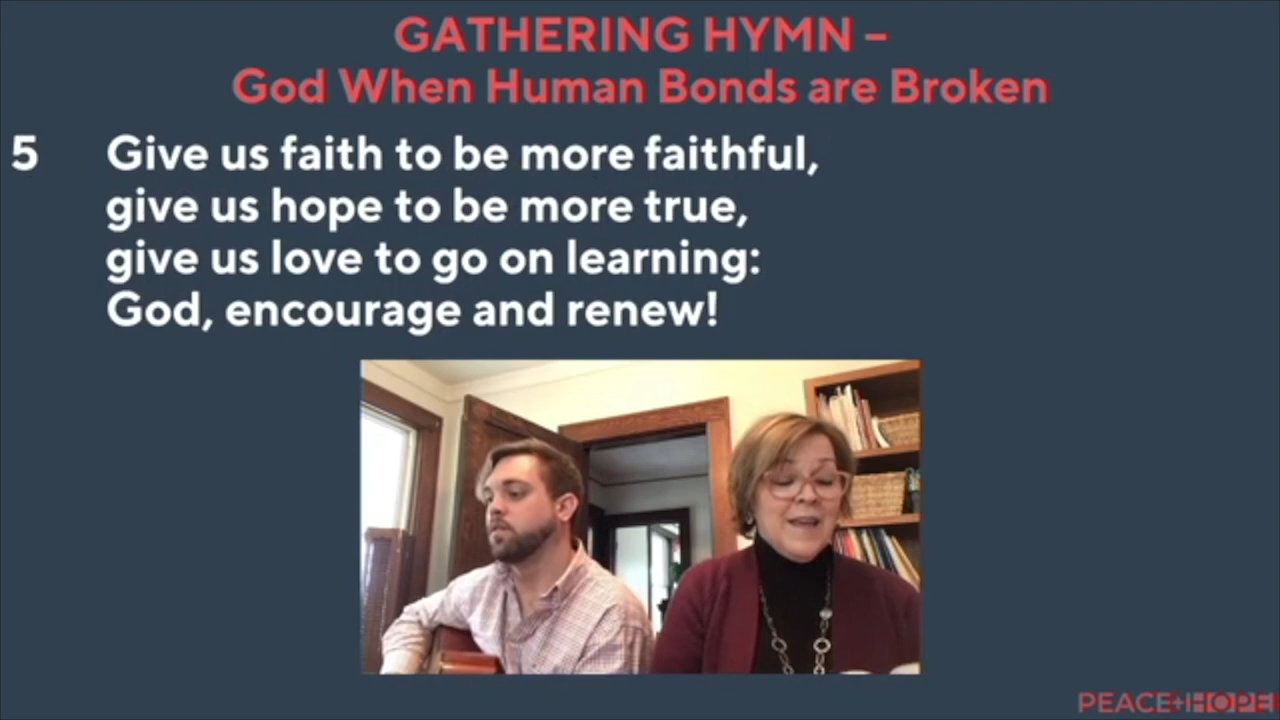 GATHERING HYMN –
God When Human Bonds are Broken
5 Give us faith to be more faithful,
give us hope to be more true,
give us love to go on learning:
God, encourage and renew!
PEACE+HOPE!